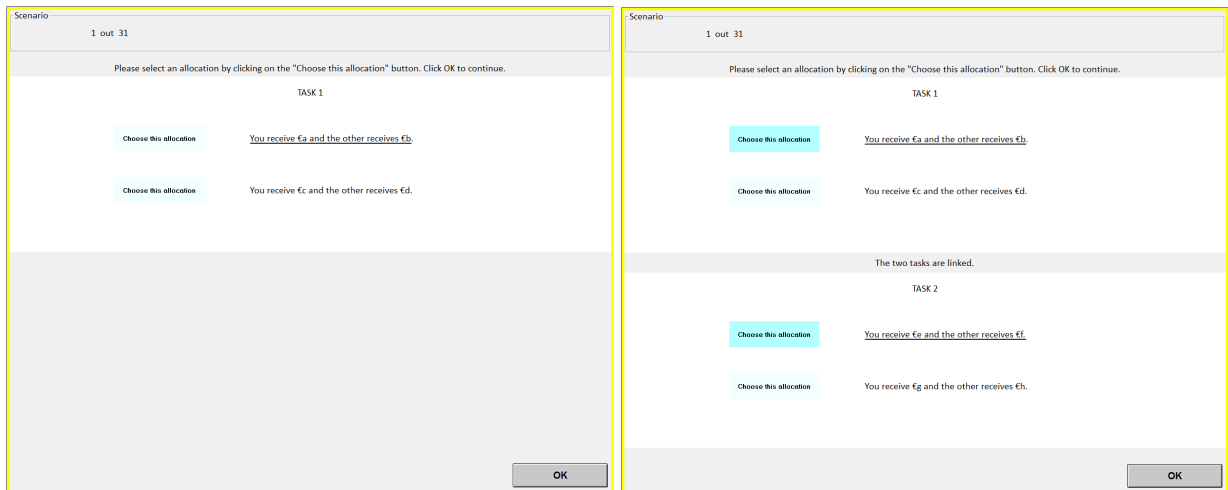 Scenario
1 out 31
Please select an allocation by clicking on the "Choose this allocation" button. Click OK to continue.
TASK 1
Choose this allocation You receive €a and the other receives €b.
Choose this allocation You receive €c and the other receives €d.
OK
Scenario
1 out 31
Please select an allocation by clicking on the "Choose this allocation" button. Click OK to continue.
TASK 1
Choose this allocation You receive €a and the other receives €b.
Choose this allocation You receive €c and the other receives €d.
The two tasks are linked.
TASK 2
Choose this allocation You receive €e and the other receives €f.
Choose this allocation You receive €g and the other receives €h.
OK